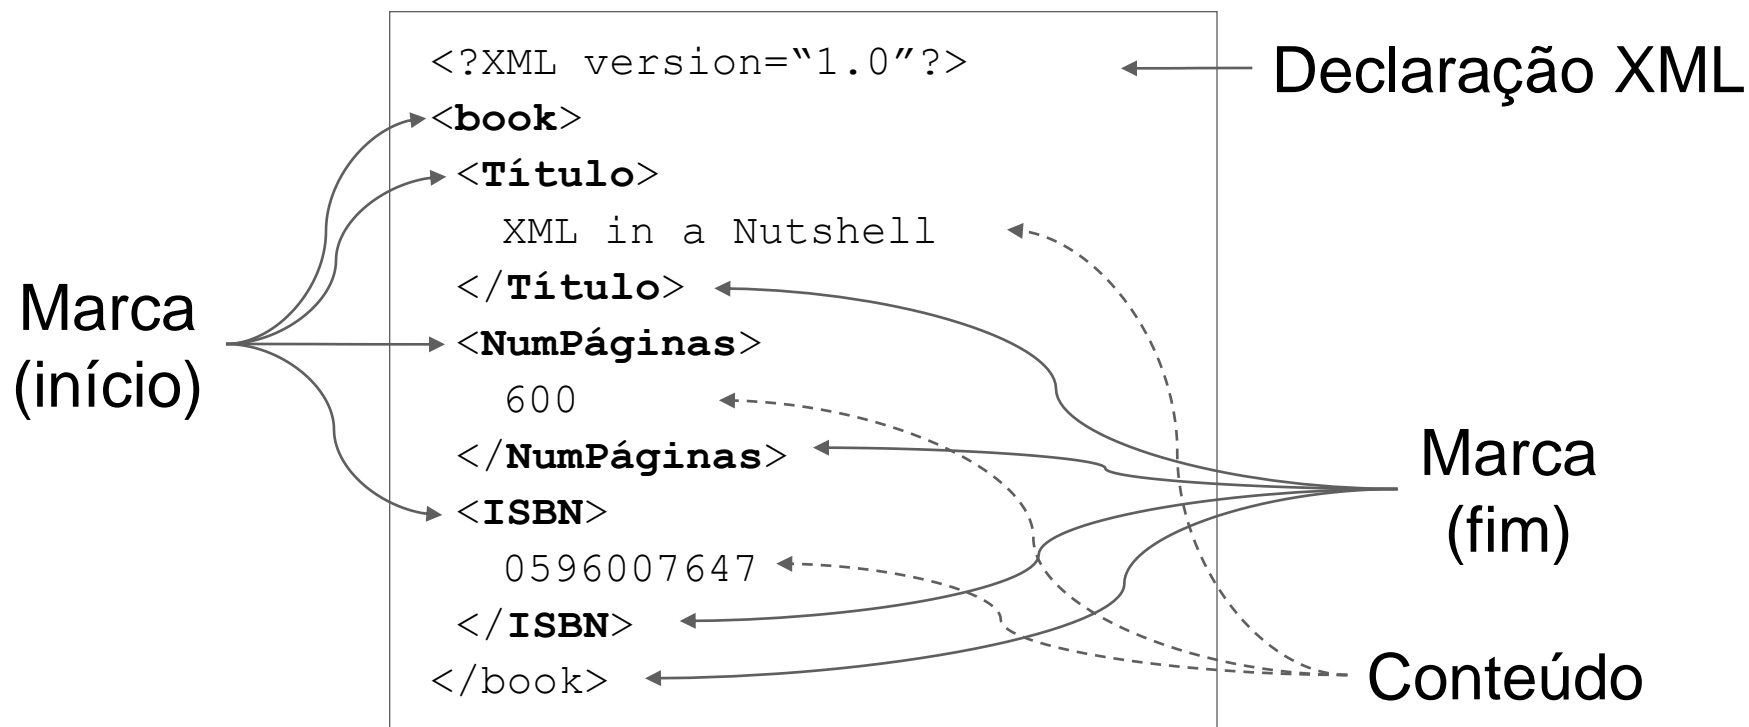 <?XML version=“1.0”?>
<book>
<Título>
XML in a Nutshell
</Título>
<NumPáginas>
600
</NumPáginas>
<ISBN>
0596007647
</ISBN>
</book>
Declaração XML
Marca
(início)
Marca
(fim)
Conteúdo